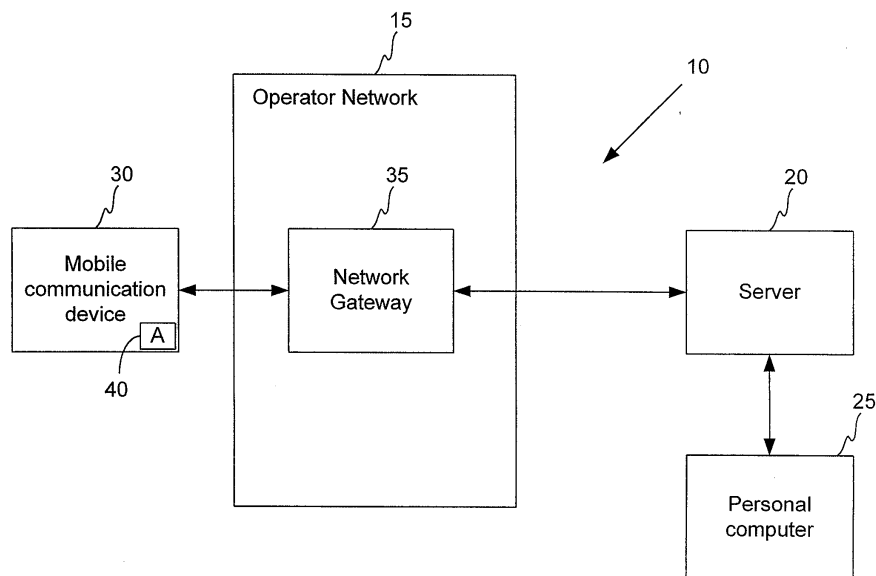 15
Operator Network
10
30
35
20
Mobile
communication
device
A
40
Network
Gateway
Server
25
Personal
computer